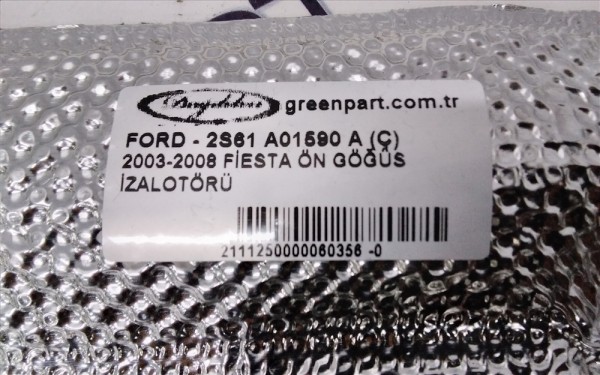 greenpart.com.tr
FORD - 2S61 A01590 A (Ç)
2003-2008 FİESTA ÖN GÖĞÜS
İZALOTÖRÜ
2111250000060356 -0